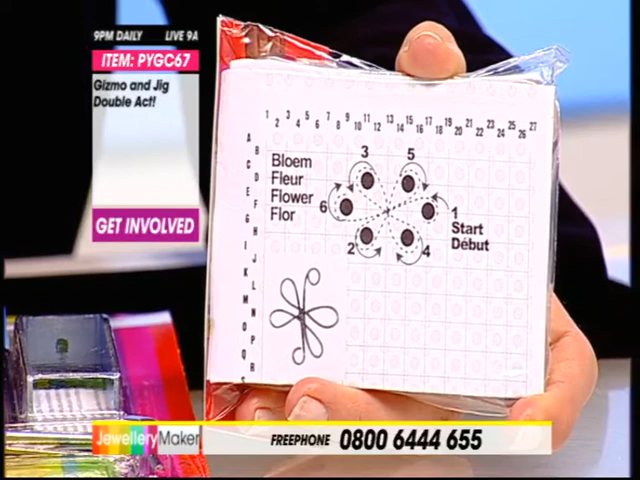 9PM DAILY LIVE 9A
ITEM: PYGC67
Gizmo and Jig
Double Act!
GET INVOLVED
1 2 3 4 5 6 7 8 9 10 11 12 13 14 15 16 17 18 19 20 21 22 23 24 25 26 27
A
B
C
D
E
F
G
H
I
J
K
L
M
N
O
P
Q
R
S
Bloem
Fleur
Flower
Flor
3 5
6 1
Start
Début
2 4
JewelleryMaker
FREEPHONE 0800 6444 655